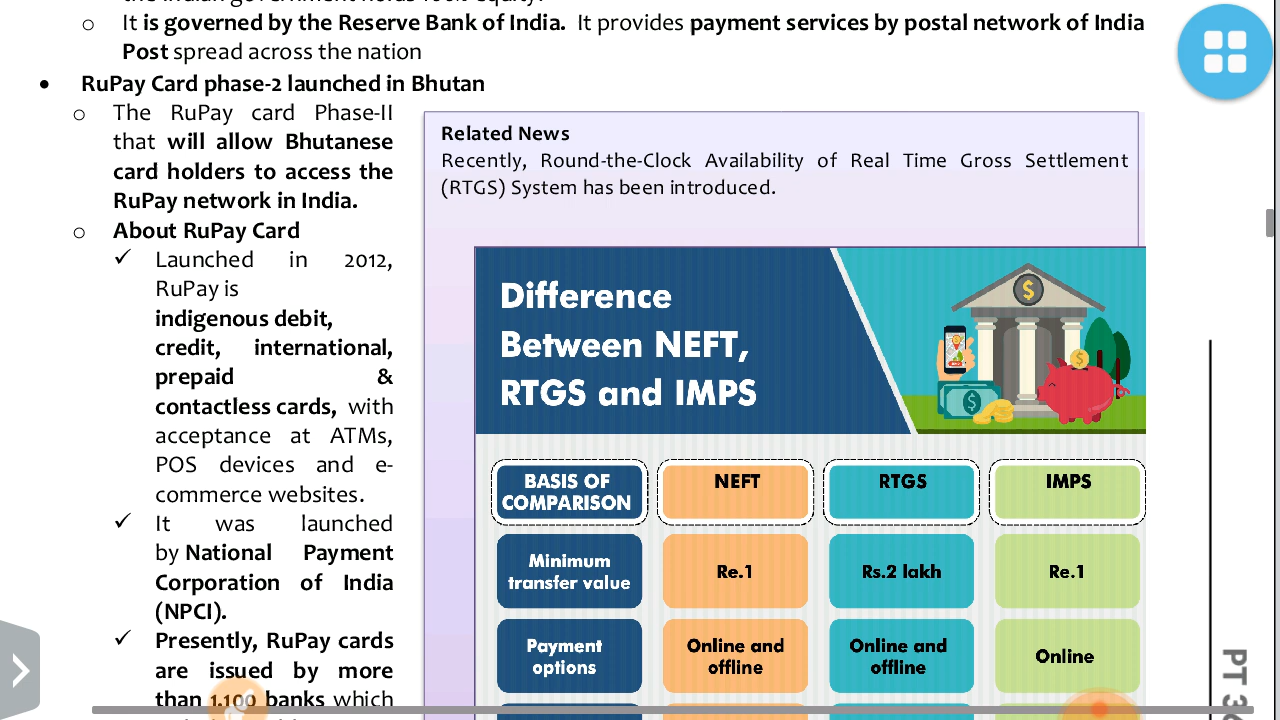 o It is governed by the Reserve Bank of India. It provides payment services by postal network of India
Post spread across the nation
• RuPay Card phase-2 launched in Bhutan
o The RuPay card Phase-II
that will allow Bhutanese
card holders to access the
RuPay network in India.
o About RuPay Card
✓ Launched in 2012,
RuPay is
indigenous debit,
credit, international,
prepaid &
contactless cards, with
acceptance at ATMs,
POS devices and e-
commerce websites.
✓ It was launched
by National Payment
Corporation of India
(NPCI).
✓ Presently, RuPay cards
are issued by more
than 1,100 banks which
Related News
Recently, Round-the-Clock Availability of Real Time Gross Settlement
(RTGS) System has been introduced.
Difference
Between NEFT,
RTGS and IMPS
BASIS OF
COMPARISON
NEFT
RTGS
IMPS
Minimum
transfer value
Re.1
Rs.2 lakh
Re.1
Payment
options
Online and
offline
Online and
offline
Online
PT